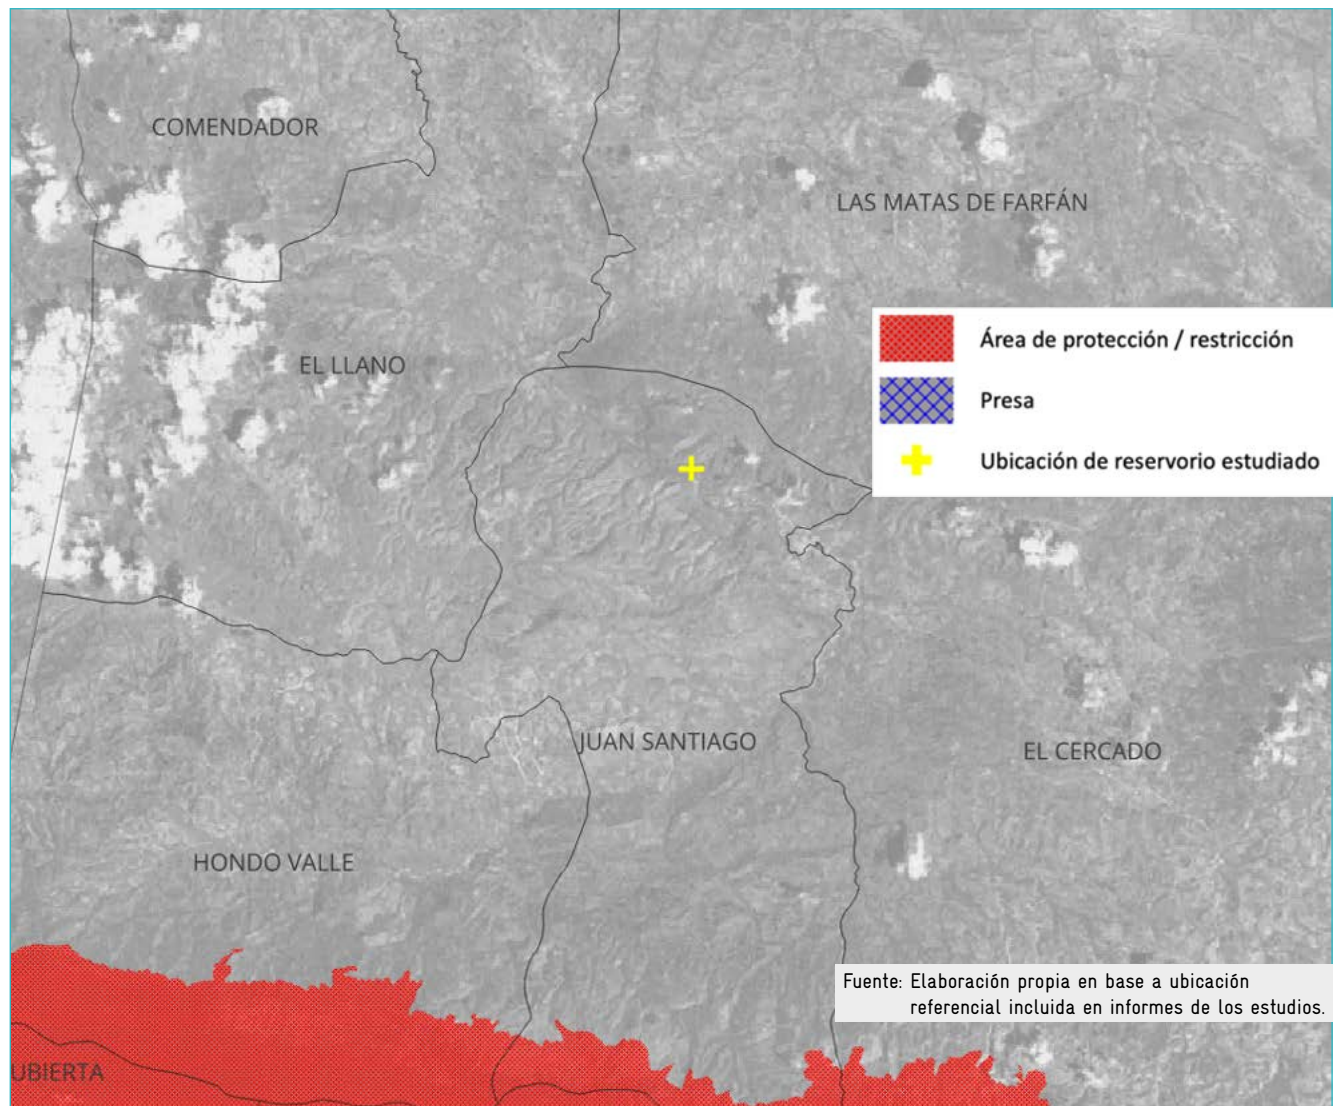 COMENDADOR
LAS MATAS DE FARFÁN
Área de protección / restricción
EL LLANO
Presa
Ubicación de reservorio estudiado
JUAN SANTIAGO
EL CERCADO
HONDO VALLE
Fuente: Elaboración propia en base a ubicación
referencial incluida en informes de los estudios.
UBIERTA